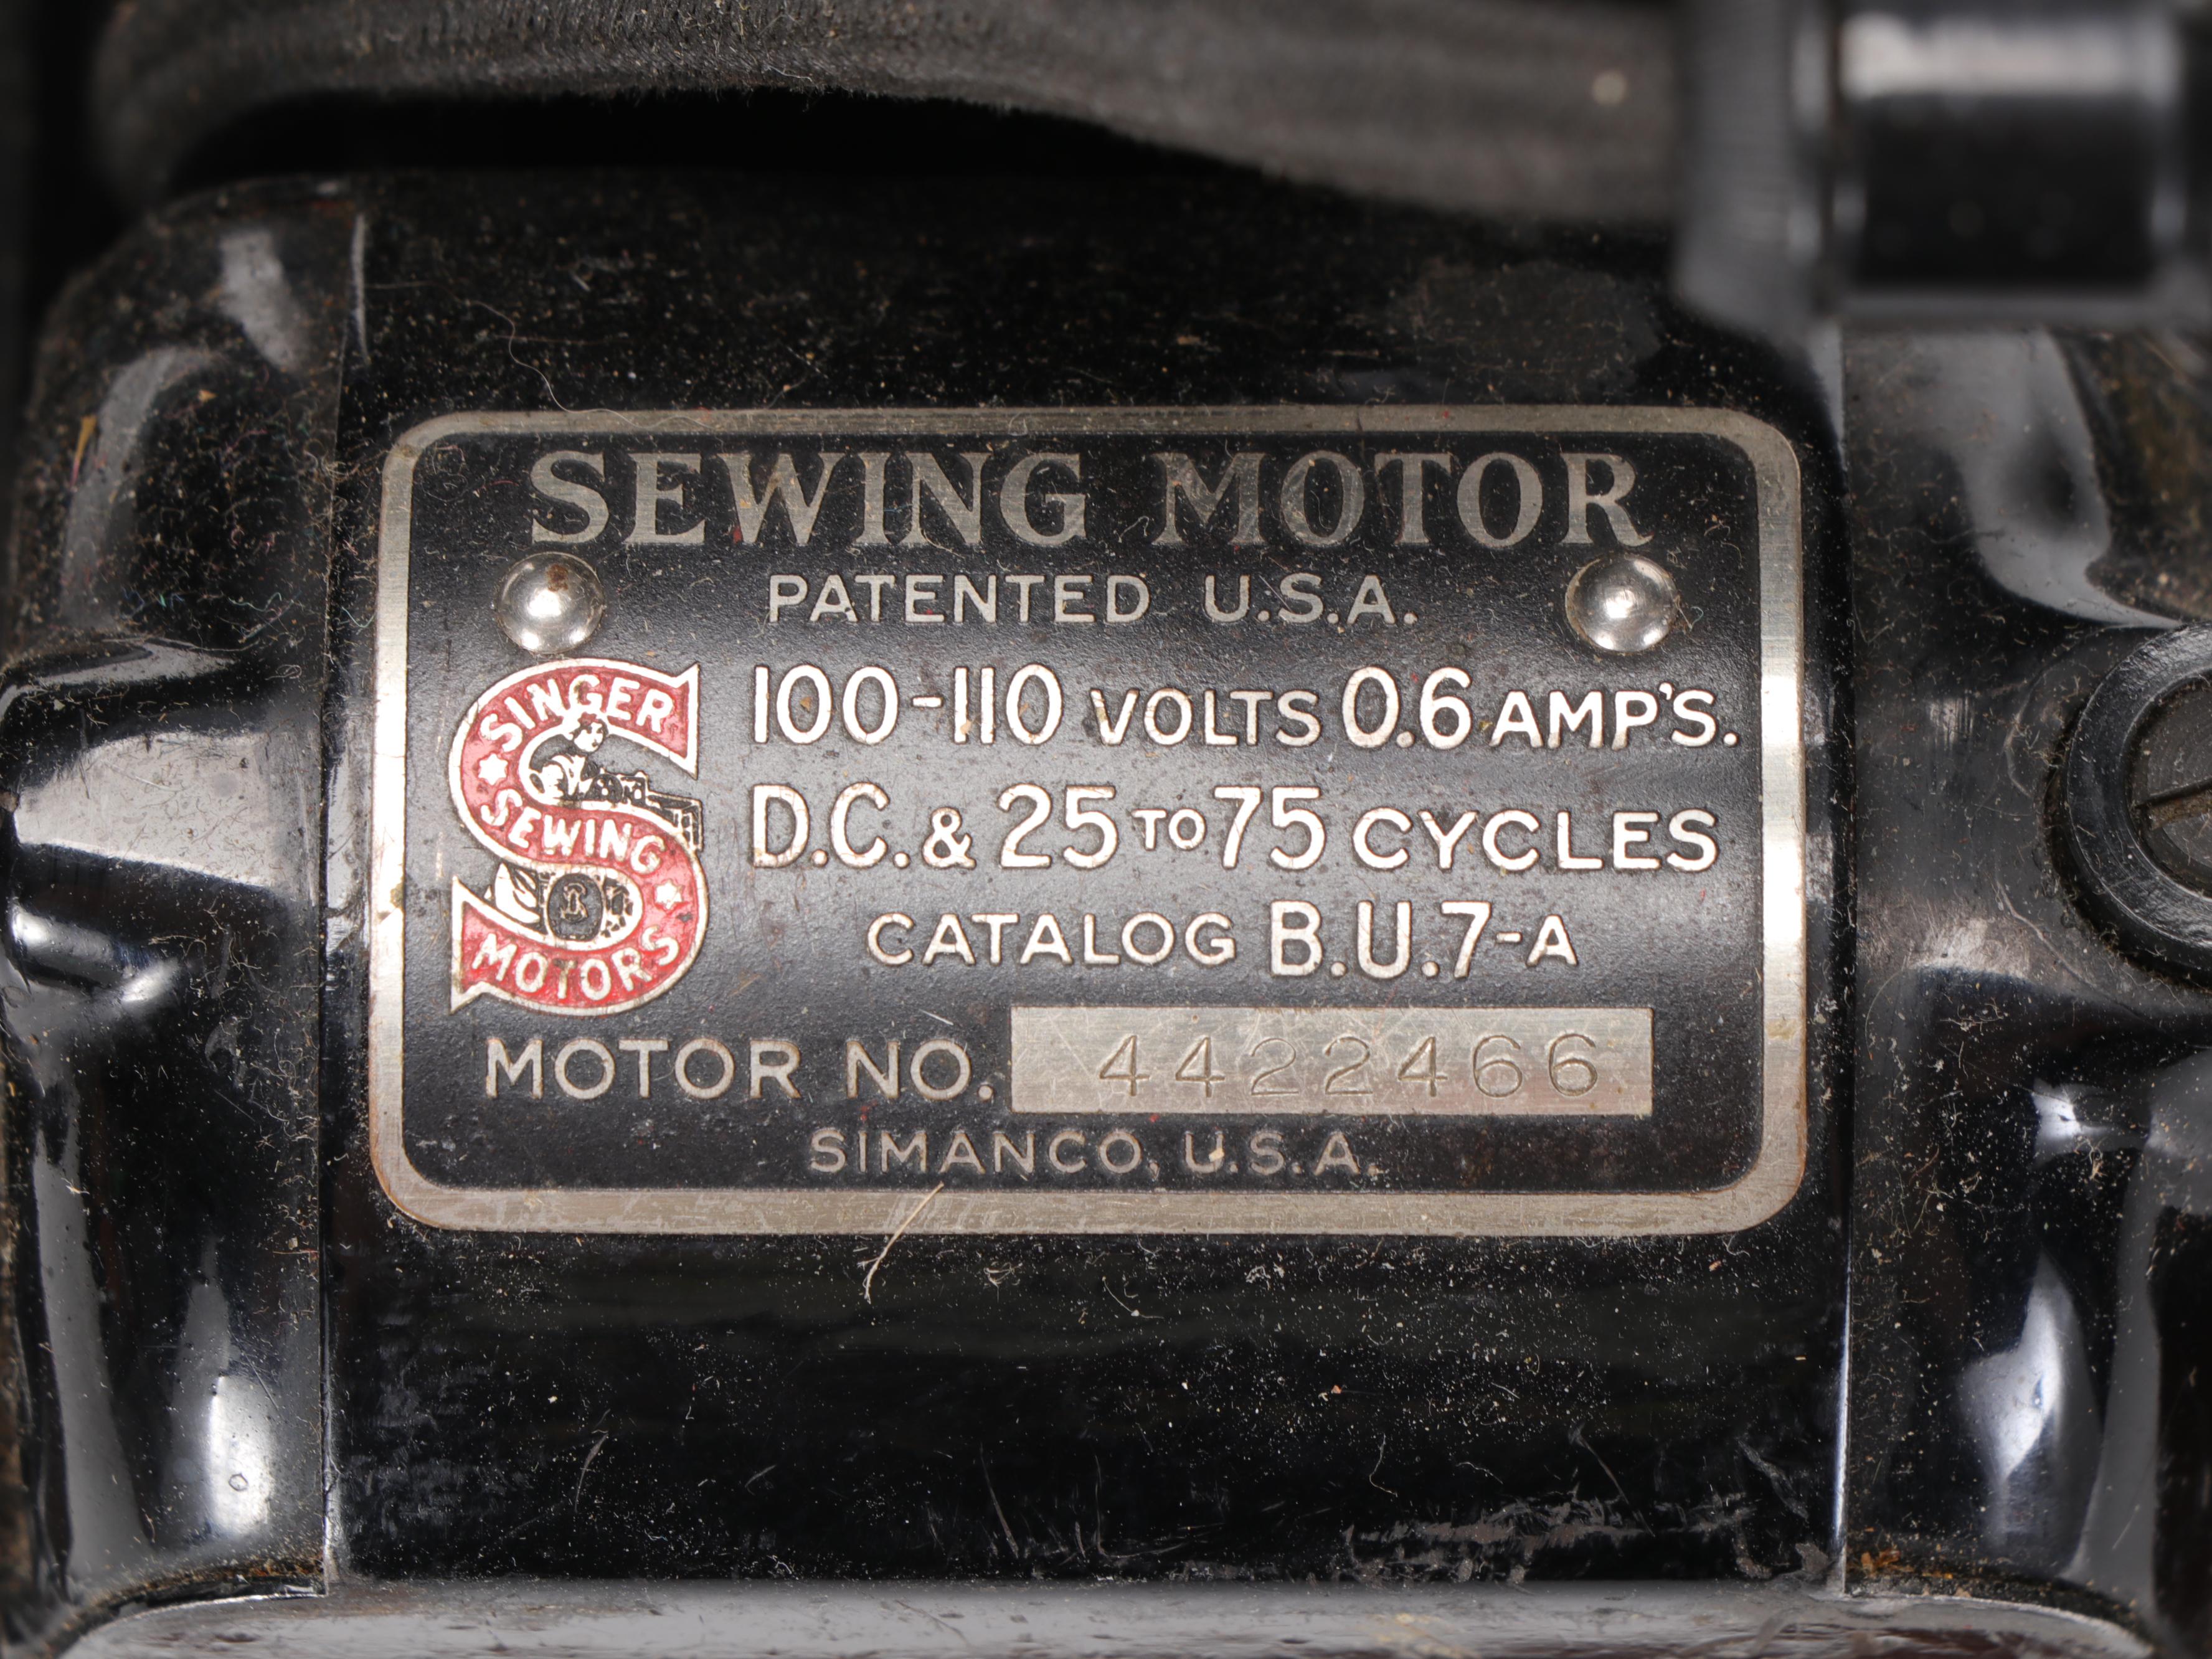 SEWING MOTOR
PATENTED U.S.A.
SINGER
SEWING
MOTORS
100-110 VOLTS 0.6 AMP'S.
D.C. & 25 TO 75 CYCLES
CATALOG B.U.7-A
MOTOR NO. 4422466
SIMANCO, U.S.A.